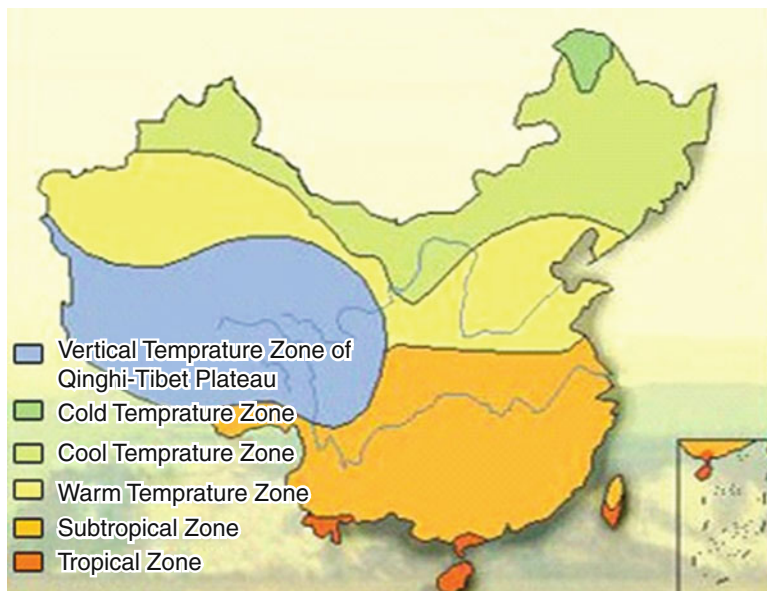 Vertical Temprature Zone of
Qinghi-Tibet Plateau
Cold Temprature Zone
Cool Temprature Zone
Warm Temprature Zone
Subtropical Zone
Tropical Zone